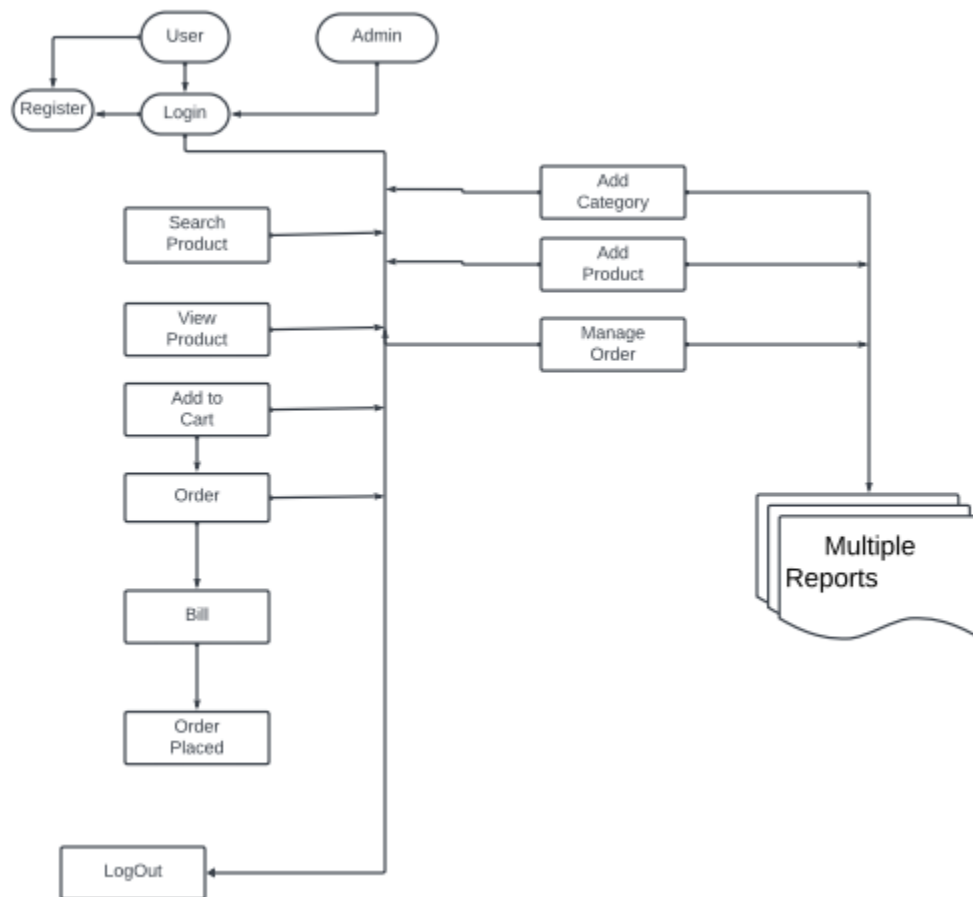 User
Admin
Register
Login
Add
Category
Search
Product
Add
Product
View
Product
Manage
Order
Add to
Cart
Order
Multiple
Reports
Bill
Order
Placed
LogOut